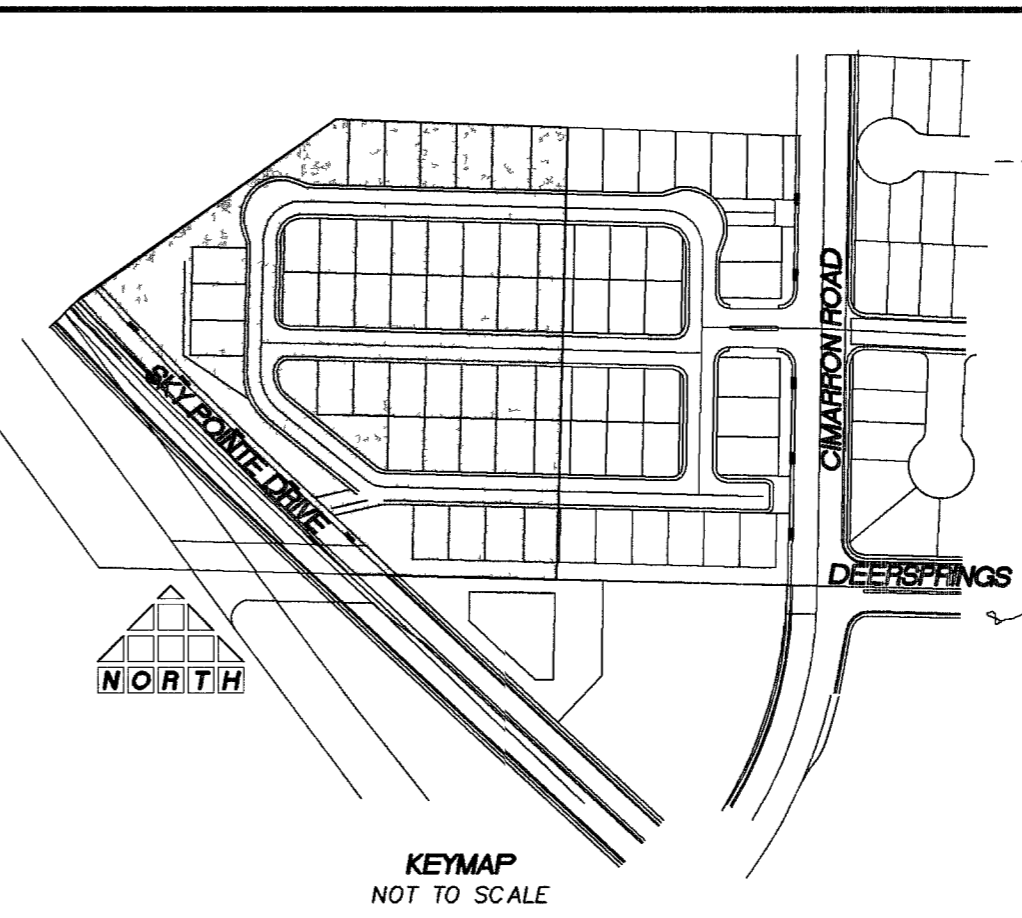 SKY POINTE DRIVE
CIMARRON ROAD
DEERSPRINGS
NORTH
KEYMAP
NOT TO SCALE